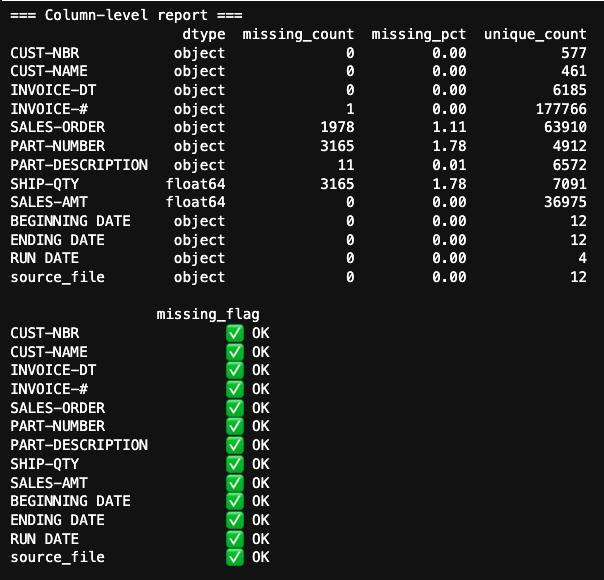 === Column-level report ===
dtype missing_count missing_pct unique_count
CUST-NBR object 0 0.00 577
CUST-NAME object 0 0.00 461
INVOICE-DT object 0 0.00 6185
INVOICE-# object 1 0.00 177766
SALES-ORDER object 1978 1.11 63910
PART-NUMBER object 3165 1.78 4912
PART-DESCRIPTION object 11 0.01 6572
SHIP-QTY float64 3165 1.78 7091
SALES-AMT float64 0 0.00 36975
BEGINNING DATE object 0 0.00 12
ENDING DATE object 0 0.00 12
RUN DATE object 0 0.00 4
source_file object 0 0.00 12
missing_flag
CUST-NBR ✅ OK
CUST-NAME ✅ OK
INVOICE-DT ✅ OK
INVOICE-# ✅ OK
SALES-ORDER ✅ OK
PART-NUMBER ✅ OK
PART-DESCRIPTION ✅ OK
SHIP-QTY ✅ OK
SALES-AMT ✅ OK
BEGINNING DATE ✅ OK
ENDING DATE ✅ OK
RUN DATE ✅ OK
source_file ✅ OK